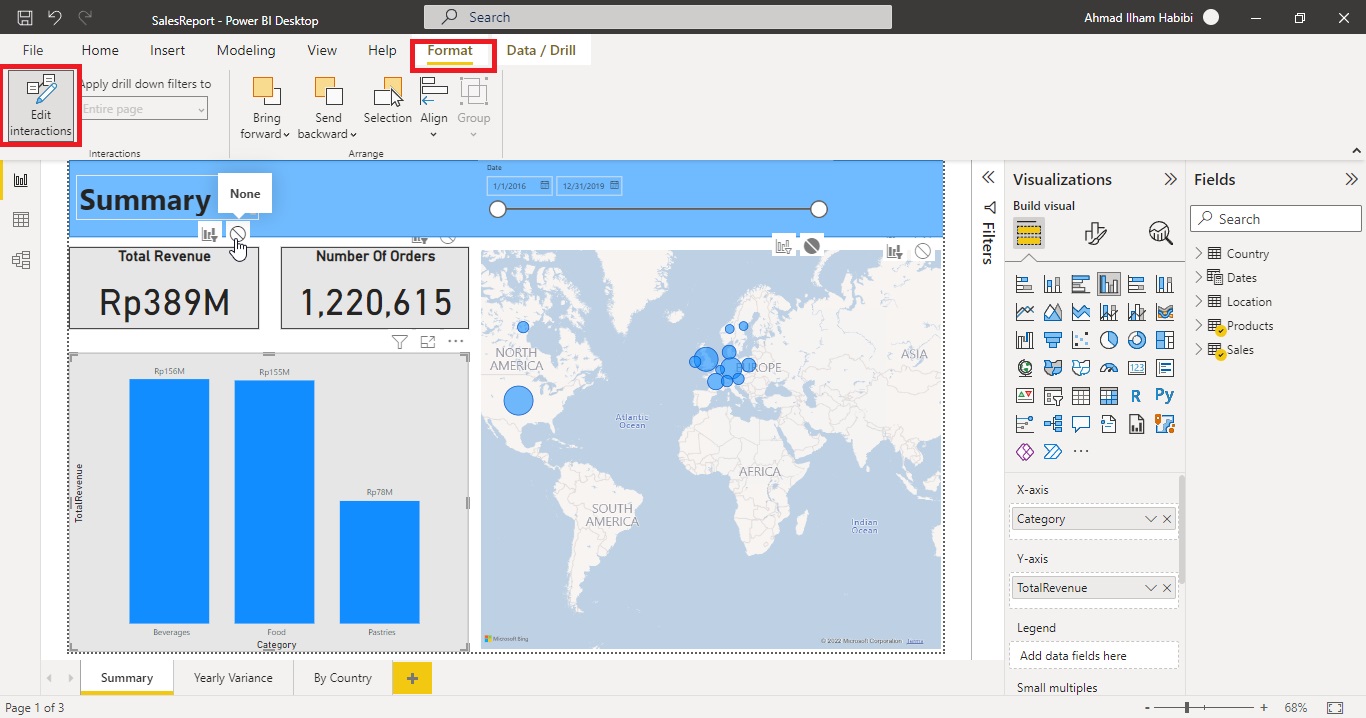 SalesReport - Power BI Desktop
Search
Ahmad Ilham Habibi
File
Home
Insert
Modeling
View
Help
Format
Data / Drill
Edit
interactions
Apply drill down filters to
Entire page
Interactions
Bring
forward
Send
backward
Selection
Align
Group
Arrange
Summary
None
Date
1/1/2016
12/31/2019
Total Revenue
Rp389M
Number Of Orders
1,220,615
TotalRevenue
Rp156M
Rp155M
Rp78M
Beverages
Food
Pastries
Category
NORTH
AMERICA
EUROPE
ASIA
Atlantic
Ocean
AFRICA
SOUTH
AMERICA
Indian
Ocean
Microsoft Bing
© 2022 Microsoft Corporation Terms
Filters
Visualizations
Build visual
123
R
Py
X-axis
Category
Y-axis
TotalRevenue
Legend
Add data fields here
Small multiples
Fields
Search
Country
Dates
Location
Products
Sales
Summary
Yearly Variance
By Country
+
Page 1 of 3
- + 68%